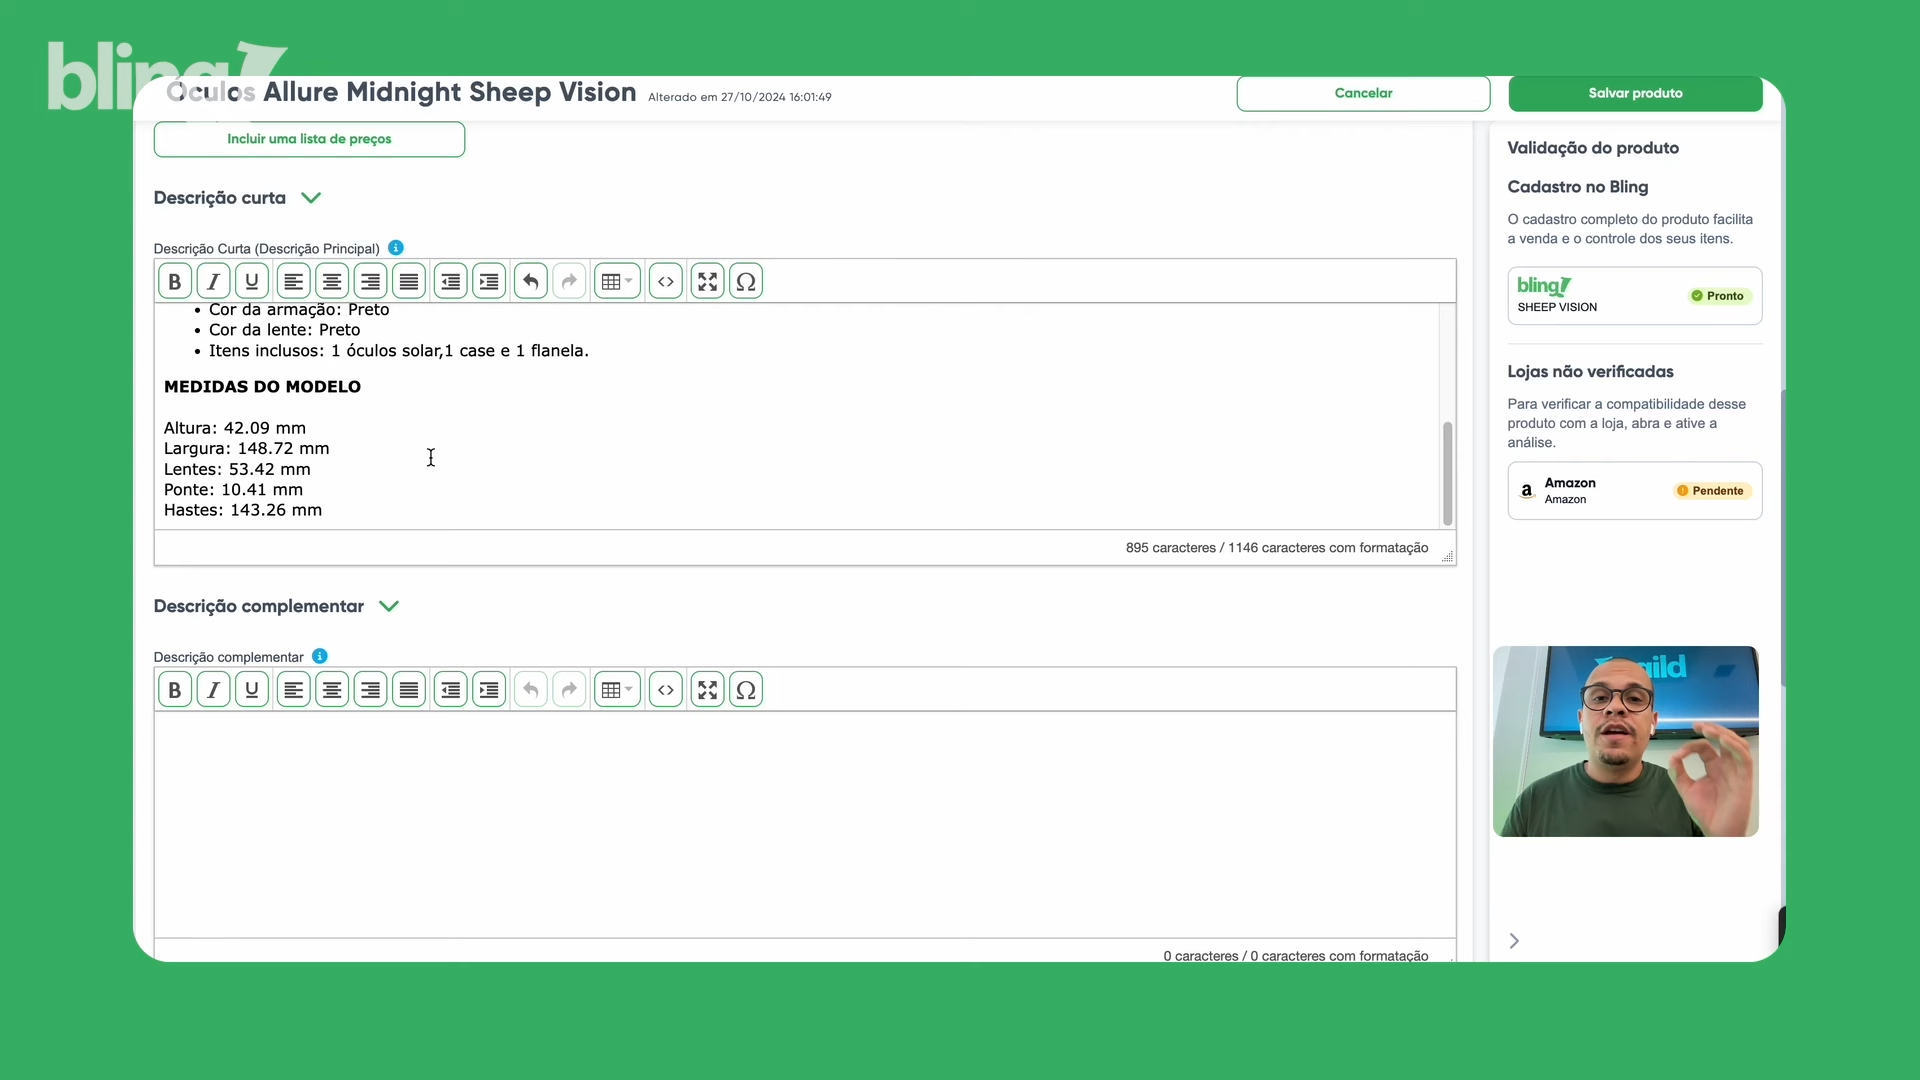 bling
Óculos Allure Midnight Sheep Vision Alterado em 27/10/2024 16:01:49
Cancelar
Salvar produto
Incluir uma lista de preços
Descrição curta
Descrição Curta (Descrição Principal)
B I U
Ω
• Cor da armação: Preto
• Cor da lente: Preto
• Itens inclusos: 1 óculos solar,1 case e 1 flanela.
MEDIDAS DO MODELO
Altura: 42.09 mm
Largura: 148.72 mm
Lentes: 53.42 mm
Ponte: 10.41 mm
Hastes: 143.26 mm
895 caracteres / 1146 caracteres com formatação
Descrição complementar
Descrição complementar
B I U
Ω
0 caracteres / 0 caracteres com formatação
Validação do produto
Cadastro no Bling
O cadastro completo do produto facilita
a venda e o controle dos seus itens.
bling
SHEEP VISION
Pronto
Lojas não verificadas
Para verificar a compatibilidade desse
produto com a loja, abra e ative a
análise.
a Amazon
Amazon
Pendente